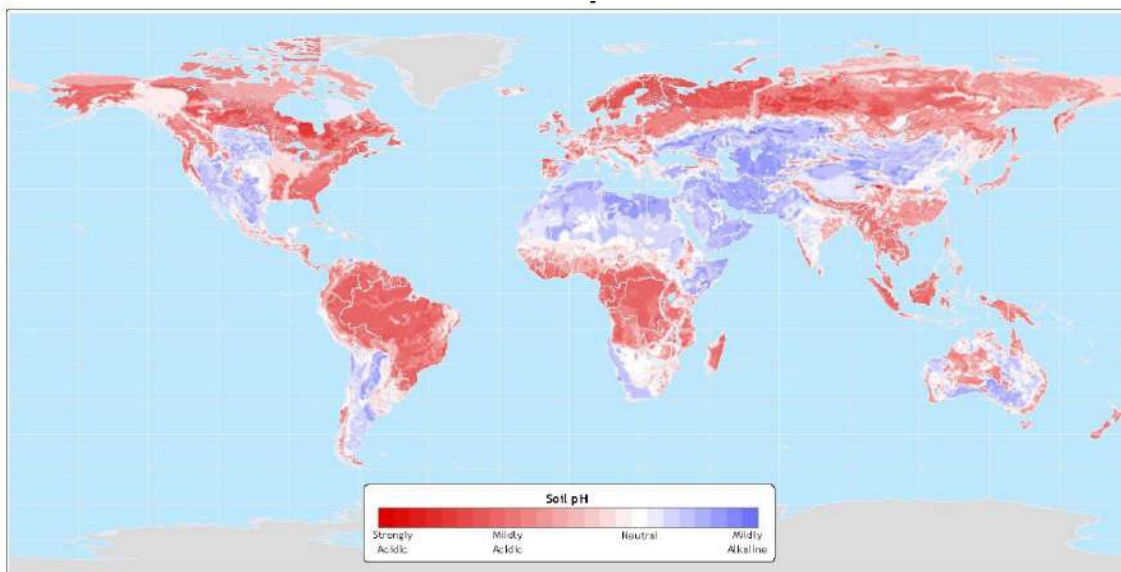 Soil pH
Strongly Acidic
Mildly Acidic
Neutral
Mildly Alkaline